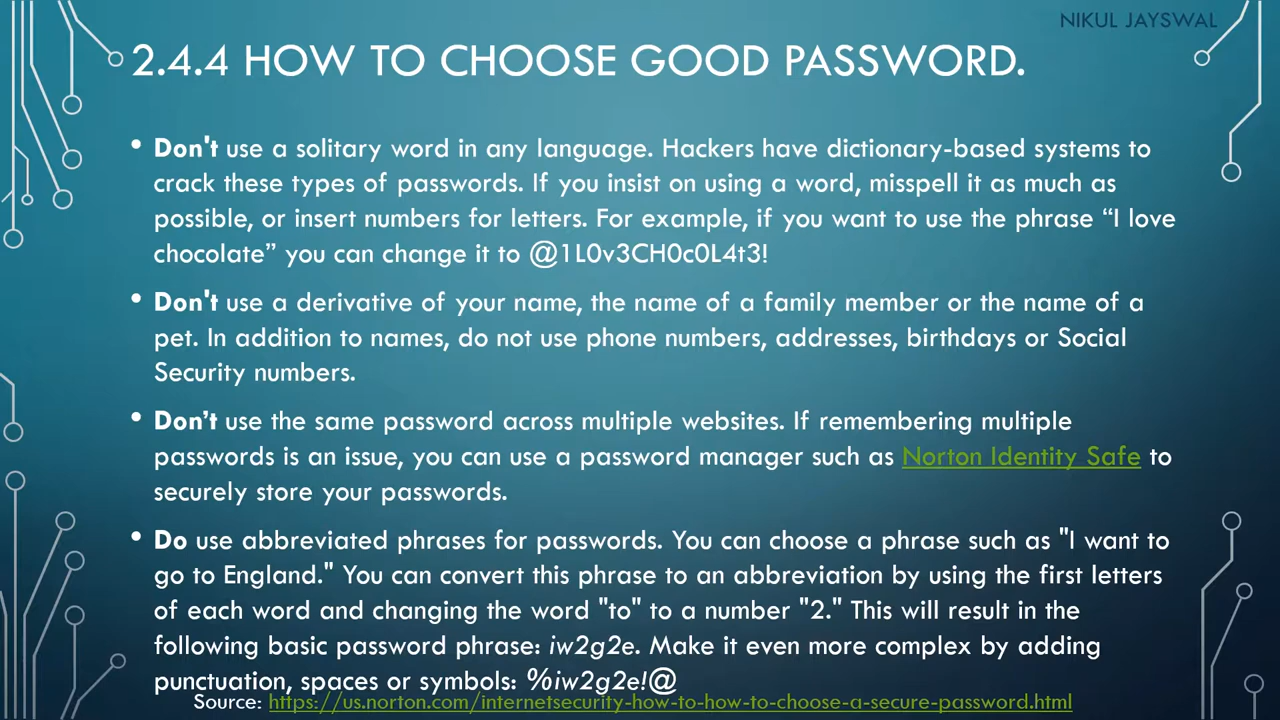 NIKUL JAYSWAL
2.4.4 HOW TO CHOOSE GOOD PASSWORD.
• Don't use a solitary word in any language. Hackers have dictionary-based systems to
crack these types of passwords. If you insist on using a word, misspell it as much as
possible, or insert numbers for letters. For example, if you want to use the phrase “I love
chocolate” you can change it to @1L0v3CH0c0L4t3!
• Don't use a derivative of your name, the name of a family member or the name of a
pet. In addition to names, do not use phone numbers, addresses, birthdays or Social
Security numbers.
• Don’t use the same password across multiple websites. If remembering multiple
passwords is an issue, you can use a password manager such as Norton Identity Safe to
securely store your passwords.
• Do use abbreviated phrases for passwords. You can choose a phrase such as "I want to
go to England." You can convert this phrase to an abbreviation by using the first letters
of each word and changing the word "to" to a number "2." This will result in the
following basic password phrase: iw2g2e. Make it even more complex by adding
punctuation, spaces or symbols: %iw2g2e!@
Source: https://us.norton.com/internetsecurity-how-to-how-to-choose-a-secure-password.html